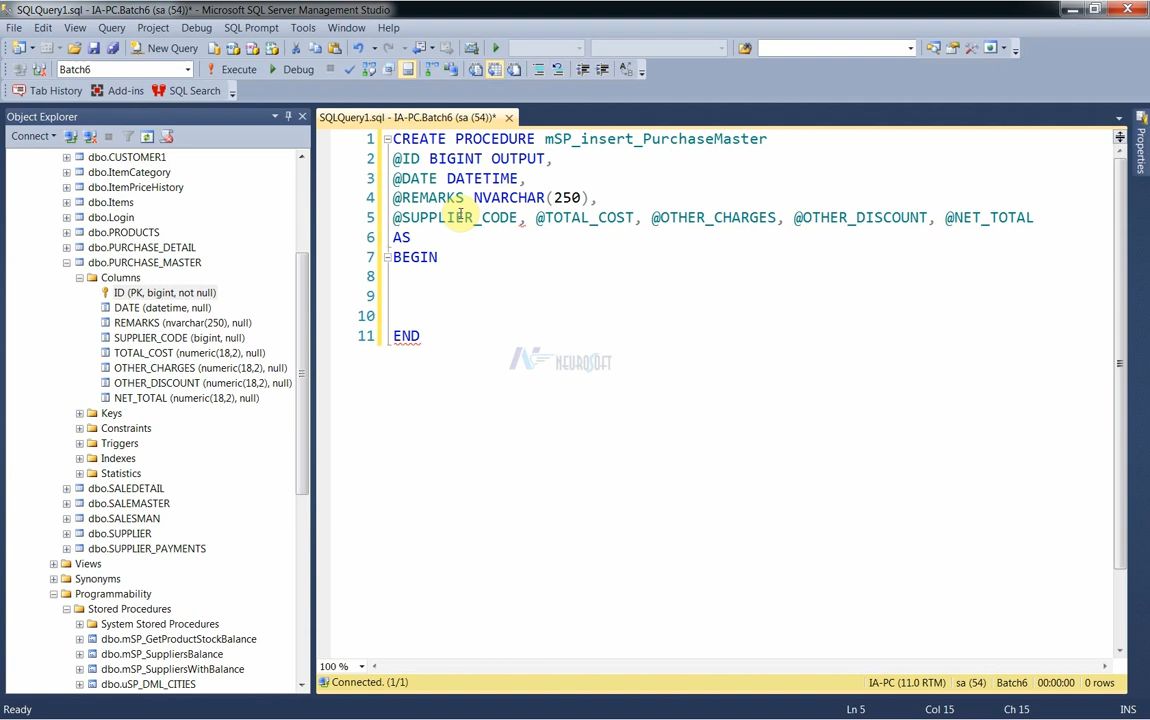 SQLQuery1.sql - IA-PC.Batch6 (sa (54))* - Microsoft SQL Server Management Studio
File Edit View Query Project Debug SQL Prompt Tools Window Help
New Query
Batch6 Execute Debug
Tab History Add-ins SQL Search
Object Explorer
SQLQuery1.sql - IA-PC.Batch6 (sa (54))*
Connect
Properties
dbo.CUSTOMER1
dbo.ItemCategory
dbo.ItemPriceHistory
dbo.Items
dbo.Login
dbo.PRODUCTS
dbo.PURCHASE_DETAIL
dbo.PURCHASE_MASTER
Columns
ID (PK, bigint, not null)
DATE (datetime, null)
REMARKS (nvarchar(250), null)
SUPPLIER_CODE (bigint, null)
TOTAL_COST (numeric(18,2), null)
OTHER_CHARGES (numeric(18,2), null)
OTHER_DISCOUNT (numeric(18,2), null)
NET_TOTAL (numeric(18,2), null)
Keys
Constraints
Triggers
Indexes
Statistics
dbo.SALEDETAIL
dbo.SALEMASTER
dbo.SALESMAN
dbo.SUPPLIER
dbo.SUPPLIER_PAYMENTS
Views
Synonyms
Programmability
Stored Procedures
System Stored Procedures
dbo.mSP_GetProductStockBalance
dbo.mSP_SuppliersBalance
dbo.mSP_SuppliersWithBalance
dbo.uSP_DML_CITIES
1 CREATE PROCEDURE mSP_insert_PurchaseMaster
2 @ID BIGINT OUTPUT,
3 @DATE DATETIME,
4 @REMARKS NVARCHAR(250),
5 @SUPPLIER_CODE, @TOTAL_COST, @OTHER_CHARGES, @OTHER_DISCOUNT, @NET_TOTAL
6 AS
7 BEGIN
8
9
10
11 END
NEUROSOFT
100 %
Connected. (1/1) IA-PC (11.0 RTM) sa (54) Batch6 00:00:00 0 rows
Ready Ln 5 Col 15 Ch 15 INS